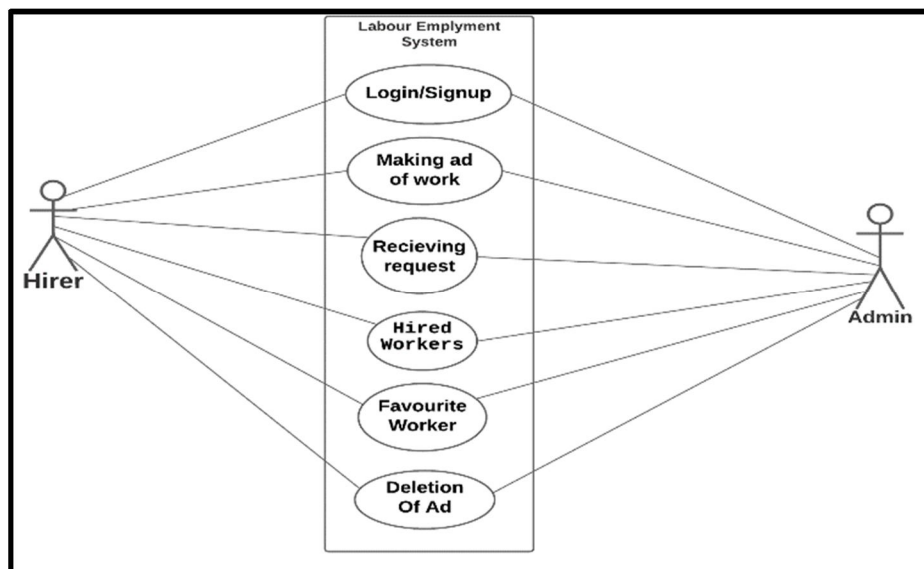 Labour Emplyment
System
Login/Signup
Making ad
of work
Recieving
request
Hired
Workers
Favourite
Worker
Deletion
Of Ad
Hirer
Admin